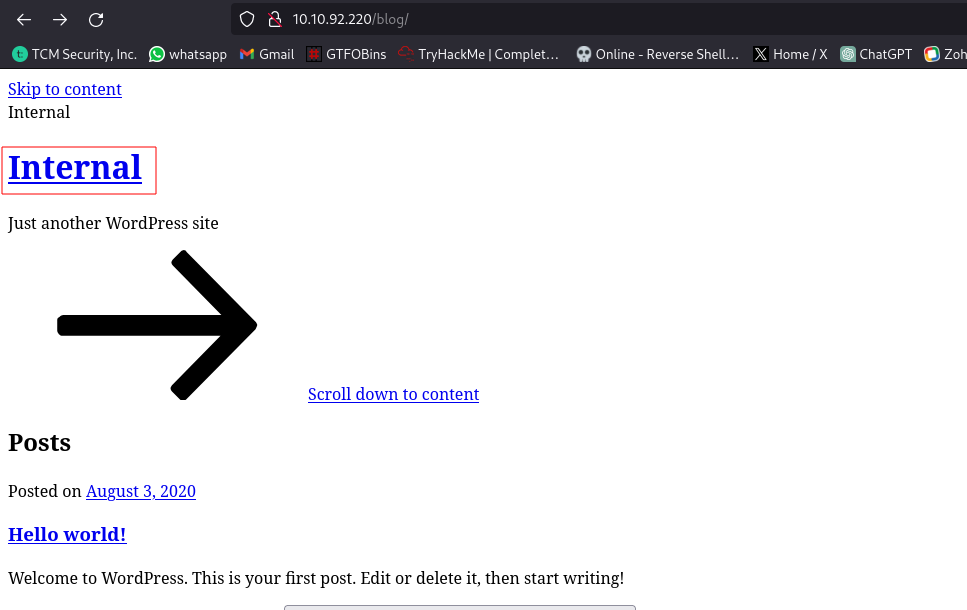 10.10.92.220/blog/
TCM Security, Inc. whatsapp Gmail GTFOBins TryHackMe | Complet… Online - Reverse Shell… Home / X ChatGPT Zoh
Skip to content
Internal
Internal
Just another WordPress site
Scroll down to content
Posts
Posted on August 3, 2020
Hello world!
Welcome to WordPress. This is your first post. Edit or delete it, then start writing!